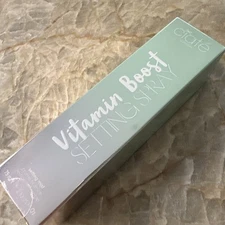 ciaté
Vitamin Boost
SETTING SPRAY